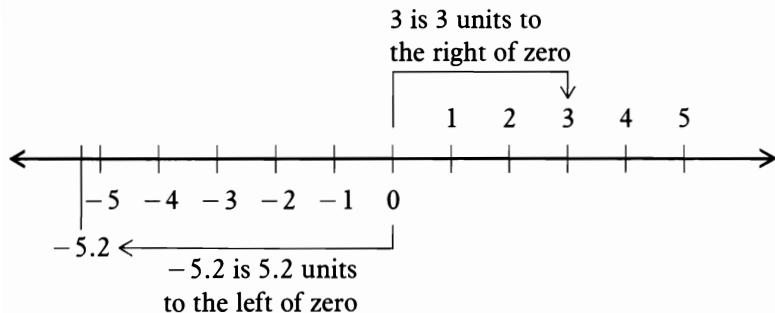 3 is 3 units to
the right of zero
1 2 3 4 5
−5 −4 −3 −2 −1 0
−5.2
−5.2 is 5.2 units
to the left of zero